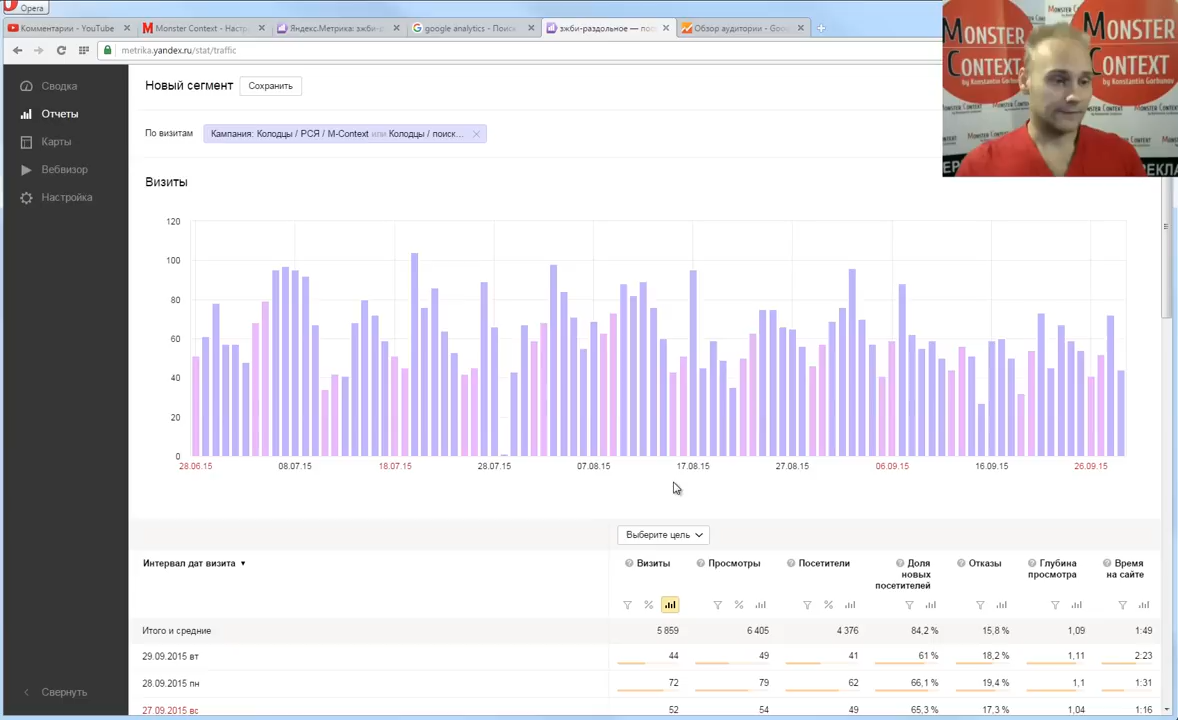 Opera
Комментарии - YouTube
Monster Context - Настр
Яндекс.Метрика: зжби-р
google analytics - Поиск
зжби-раздольное — пос
Обзор аудитории - Goo
metrika.yandex.ru/stat/traffic
MONSTER CONTEXT
by Konstantin Gorbunov
MONSTER CONTEXT
by Konstantin Gorbunov
Сводка
Отчеты
Карты
Вебвизор
Настройка
Новый сегмент
Сохранить
По визитам
Кампания: Колодцы / РСЯ / M-Context или Колодцы / поиск...
Визиты
120
100
80
60
40
20
0
28.06.15 08.07.15 18.07.15 28.07.15 07.08.15 17.08.15 27.08.15 06.09.15 16.09.15 26.09.15
Выберите цель
Интервал дат визита
Визиты
Просмотры
Посетители
Доля новых посетителей
Отказы
Глубина просмотра
Время на сайте
Итого и средние 5 859 6 405 4 376 84,2 % 15,8 % 1,09 1:49
29.09.2015 вт 44 49 41 61 % 18,2 % 1,11 2:23
28.09.2015 пн 72 79 62 66,1 % 19,4 % 1,1 1:31
27.09.2015 вс 52 54 49 65,3 % 17,3 % 1,04 1:16
Свернуть